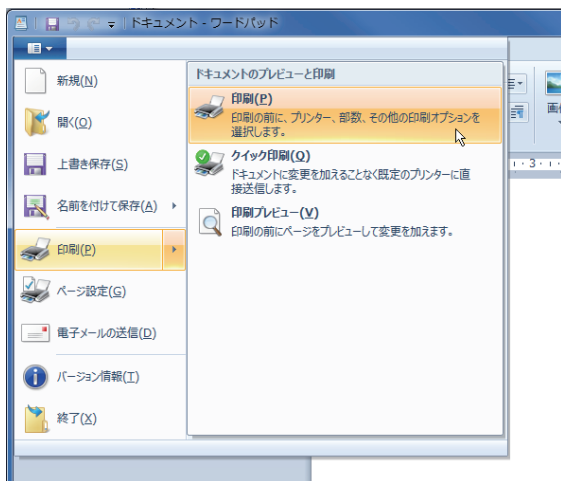 ドキュメント - ワードパッド
新規(N)
開く(O)
上書き保存(S)
名前を付けて保存(A)
印刷(P)
ページ設定(G)
電子メールの送信(D)
バージョン情報(T)
終了(X)
ドキュメントのプレビューと印刷
印刷(P)
印刷の前に、プリンター、部数、その他の印刷オプションを
選択します。
クイック印刷(Q)
ドキュメントに変更を加えることなく既定のプリンターに直
接送信します。
印刷プレビュー(V)
印刷の前にページをプレビューして変更を加えます。
画
3